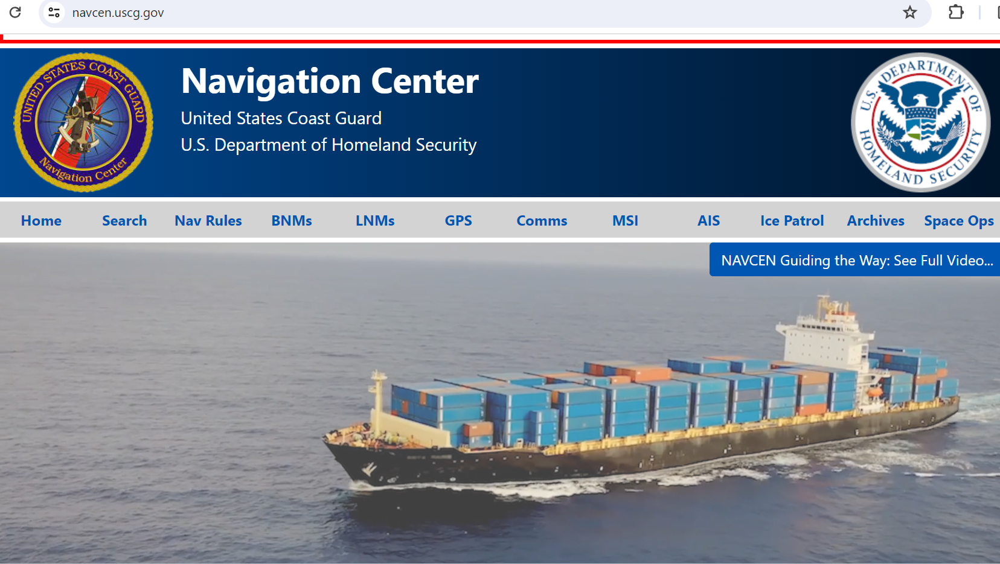 navcen.uscg.gov
UNITED STATES COAST GUARD
Navigation Center
Navigation Center
United States Coast Guard
U.S. Department of Homeland Security
U.S. DEPARTMENT OF
HOMELAND SECURITY
Home Search Nav Rules BNMs LNMs GPS Comms MSI AIS Ice Patrol Archives Space Ops
NAVCEN Guiding the Way: See Full Video...